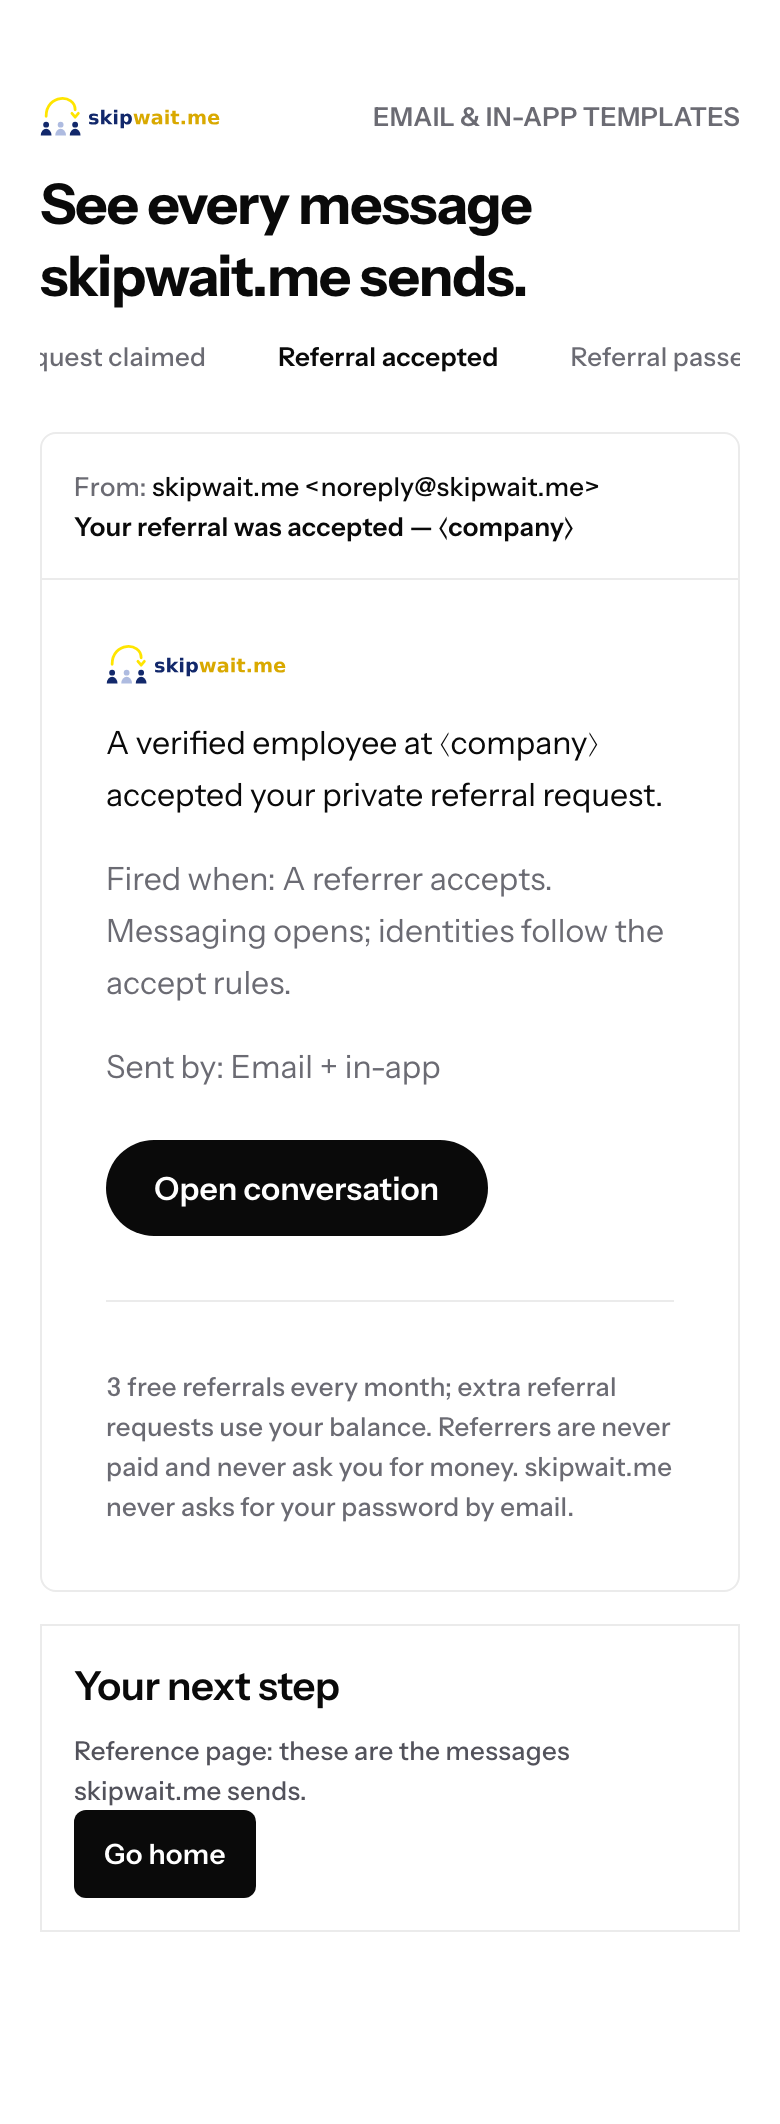 skipwait.me
EMAIL & IN-APP TEMPLATES
See every message
skipwait.me sends.
quest claimed
Referral accepted
Referral passe
From: skipwait.me <noreply@skipwait.me>
Your referral was accepted — 〈company〉
skipwait.me
A verified employee at 〈company〉
accepted your private referral request.
Fired when: A referrer accepts.
Messaging opens; identities follow the
accept rules.
Sent by: Email + in-app
Open conversation
3 free referrals every month; extra referral
requests use your balance. Referrers are never
paid and never ask you for money. skipwait.me
never asks for your password by email.
Your next step
Reference page: these are the messages
skipwait.me sends.
Go home